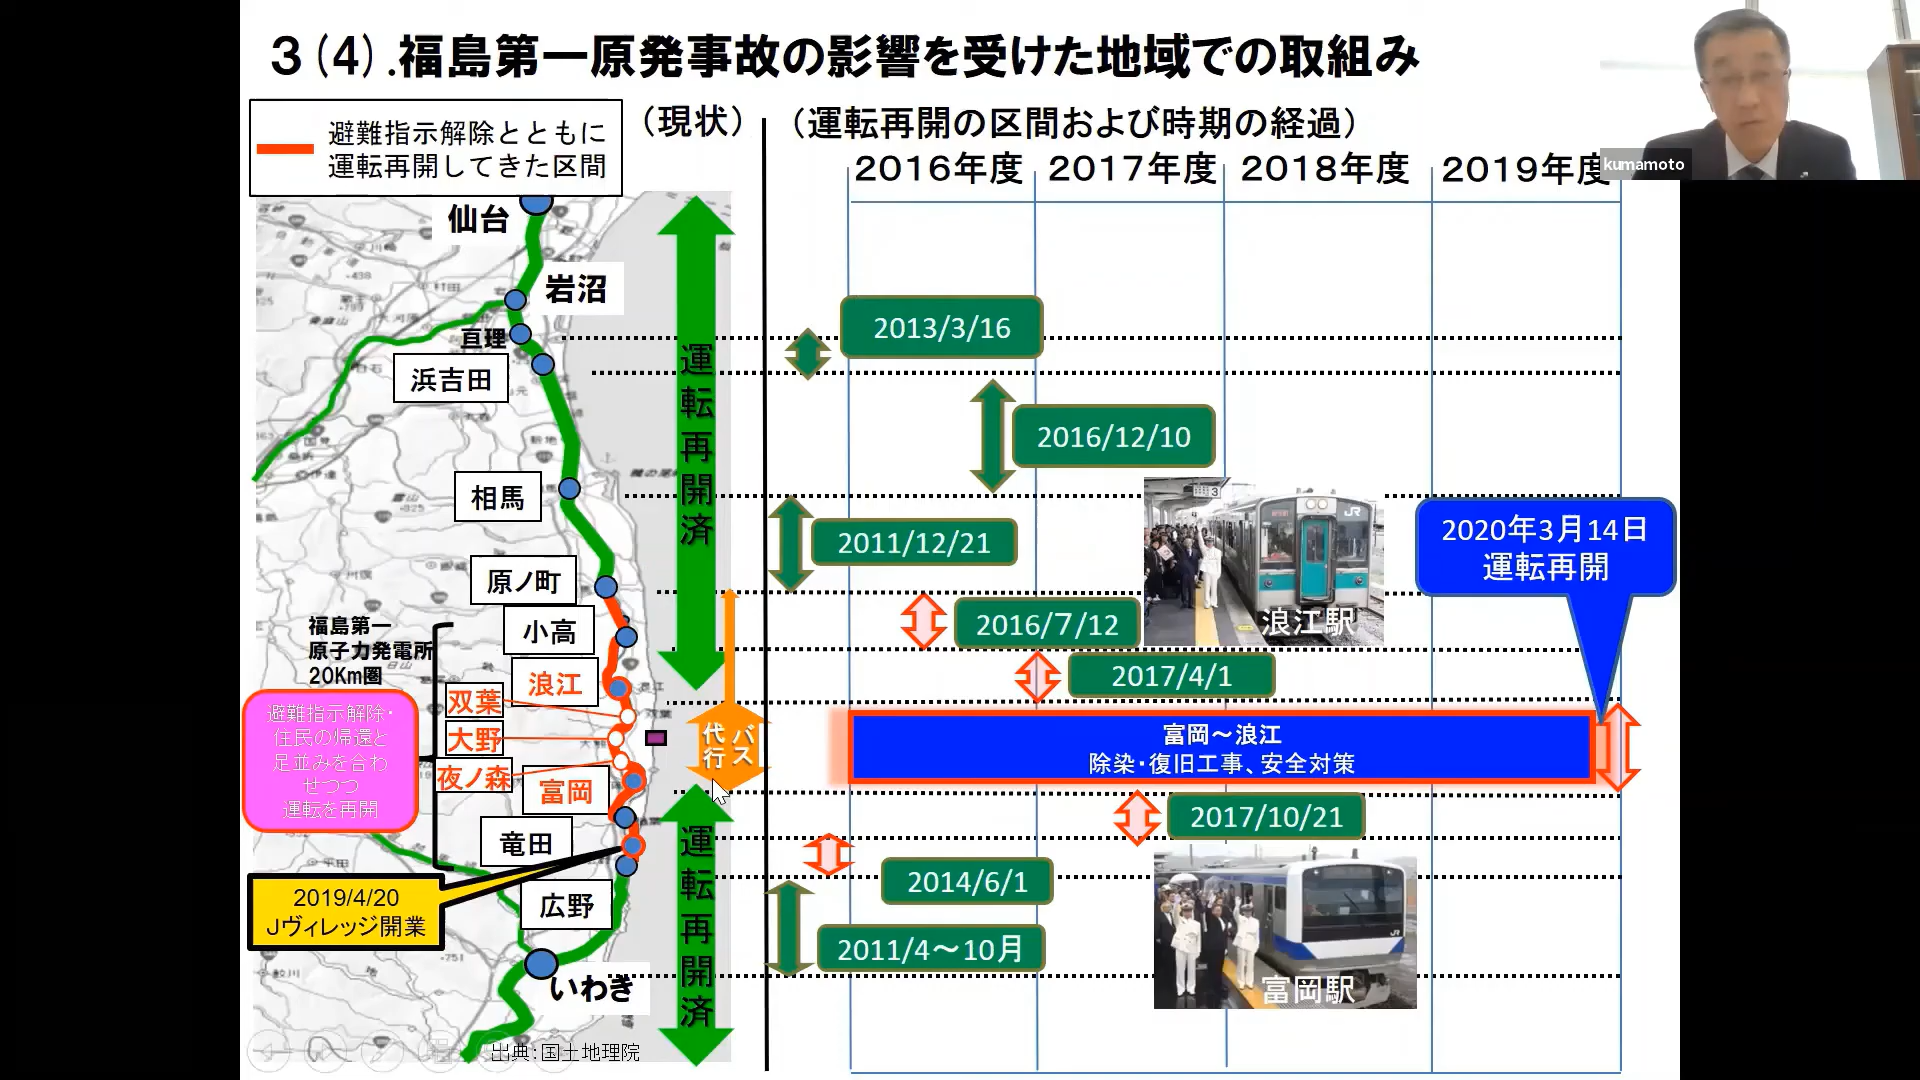 3(4).福島第一原発事故の影響を受けた地域での取組み
避難指示解除とともに
運転再開してきた区間
（現状）
（運転再開の区間および時期の経過）
2016年度
2017年度
2018年度
2019年度
kumamoto
仙台
岩沼
亘理
浜吉田
相馬
原ノ町
小高
浪江
双葉
大野
夜ノ森
富岡
竜田
広野
いわき
福島第一
原子力発電所
20Km圏
避難指示解除・
住民の帰還と
足並みを合わ
せつつ
運転を再開
2019/4/20
Jヴィレッジ開業
出典:国土地理院
運転再開済
バス
代行
運転再開済
2013/3/16
2016/12/10
2011/12/21
2016/7/12
2017/4/1
富岡～浪江
除染・復旧工事、安全対策
2017/10/21
2014/6/1
2011/4～10月
2020年3月14日
運転再開
3
JR
浪江駅
JR
富岡駅